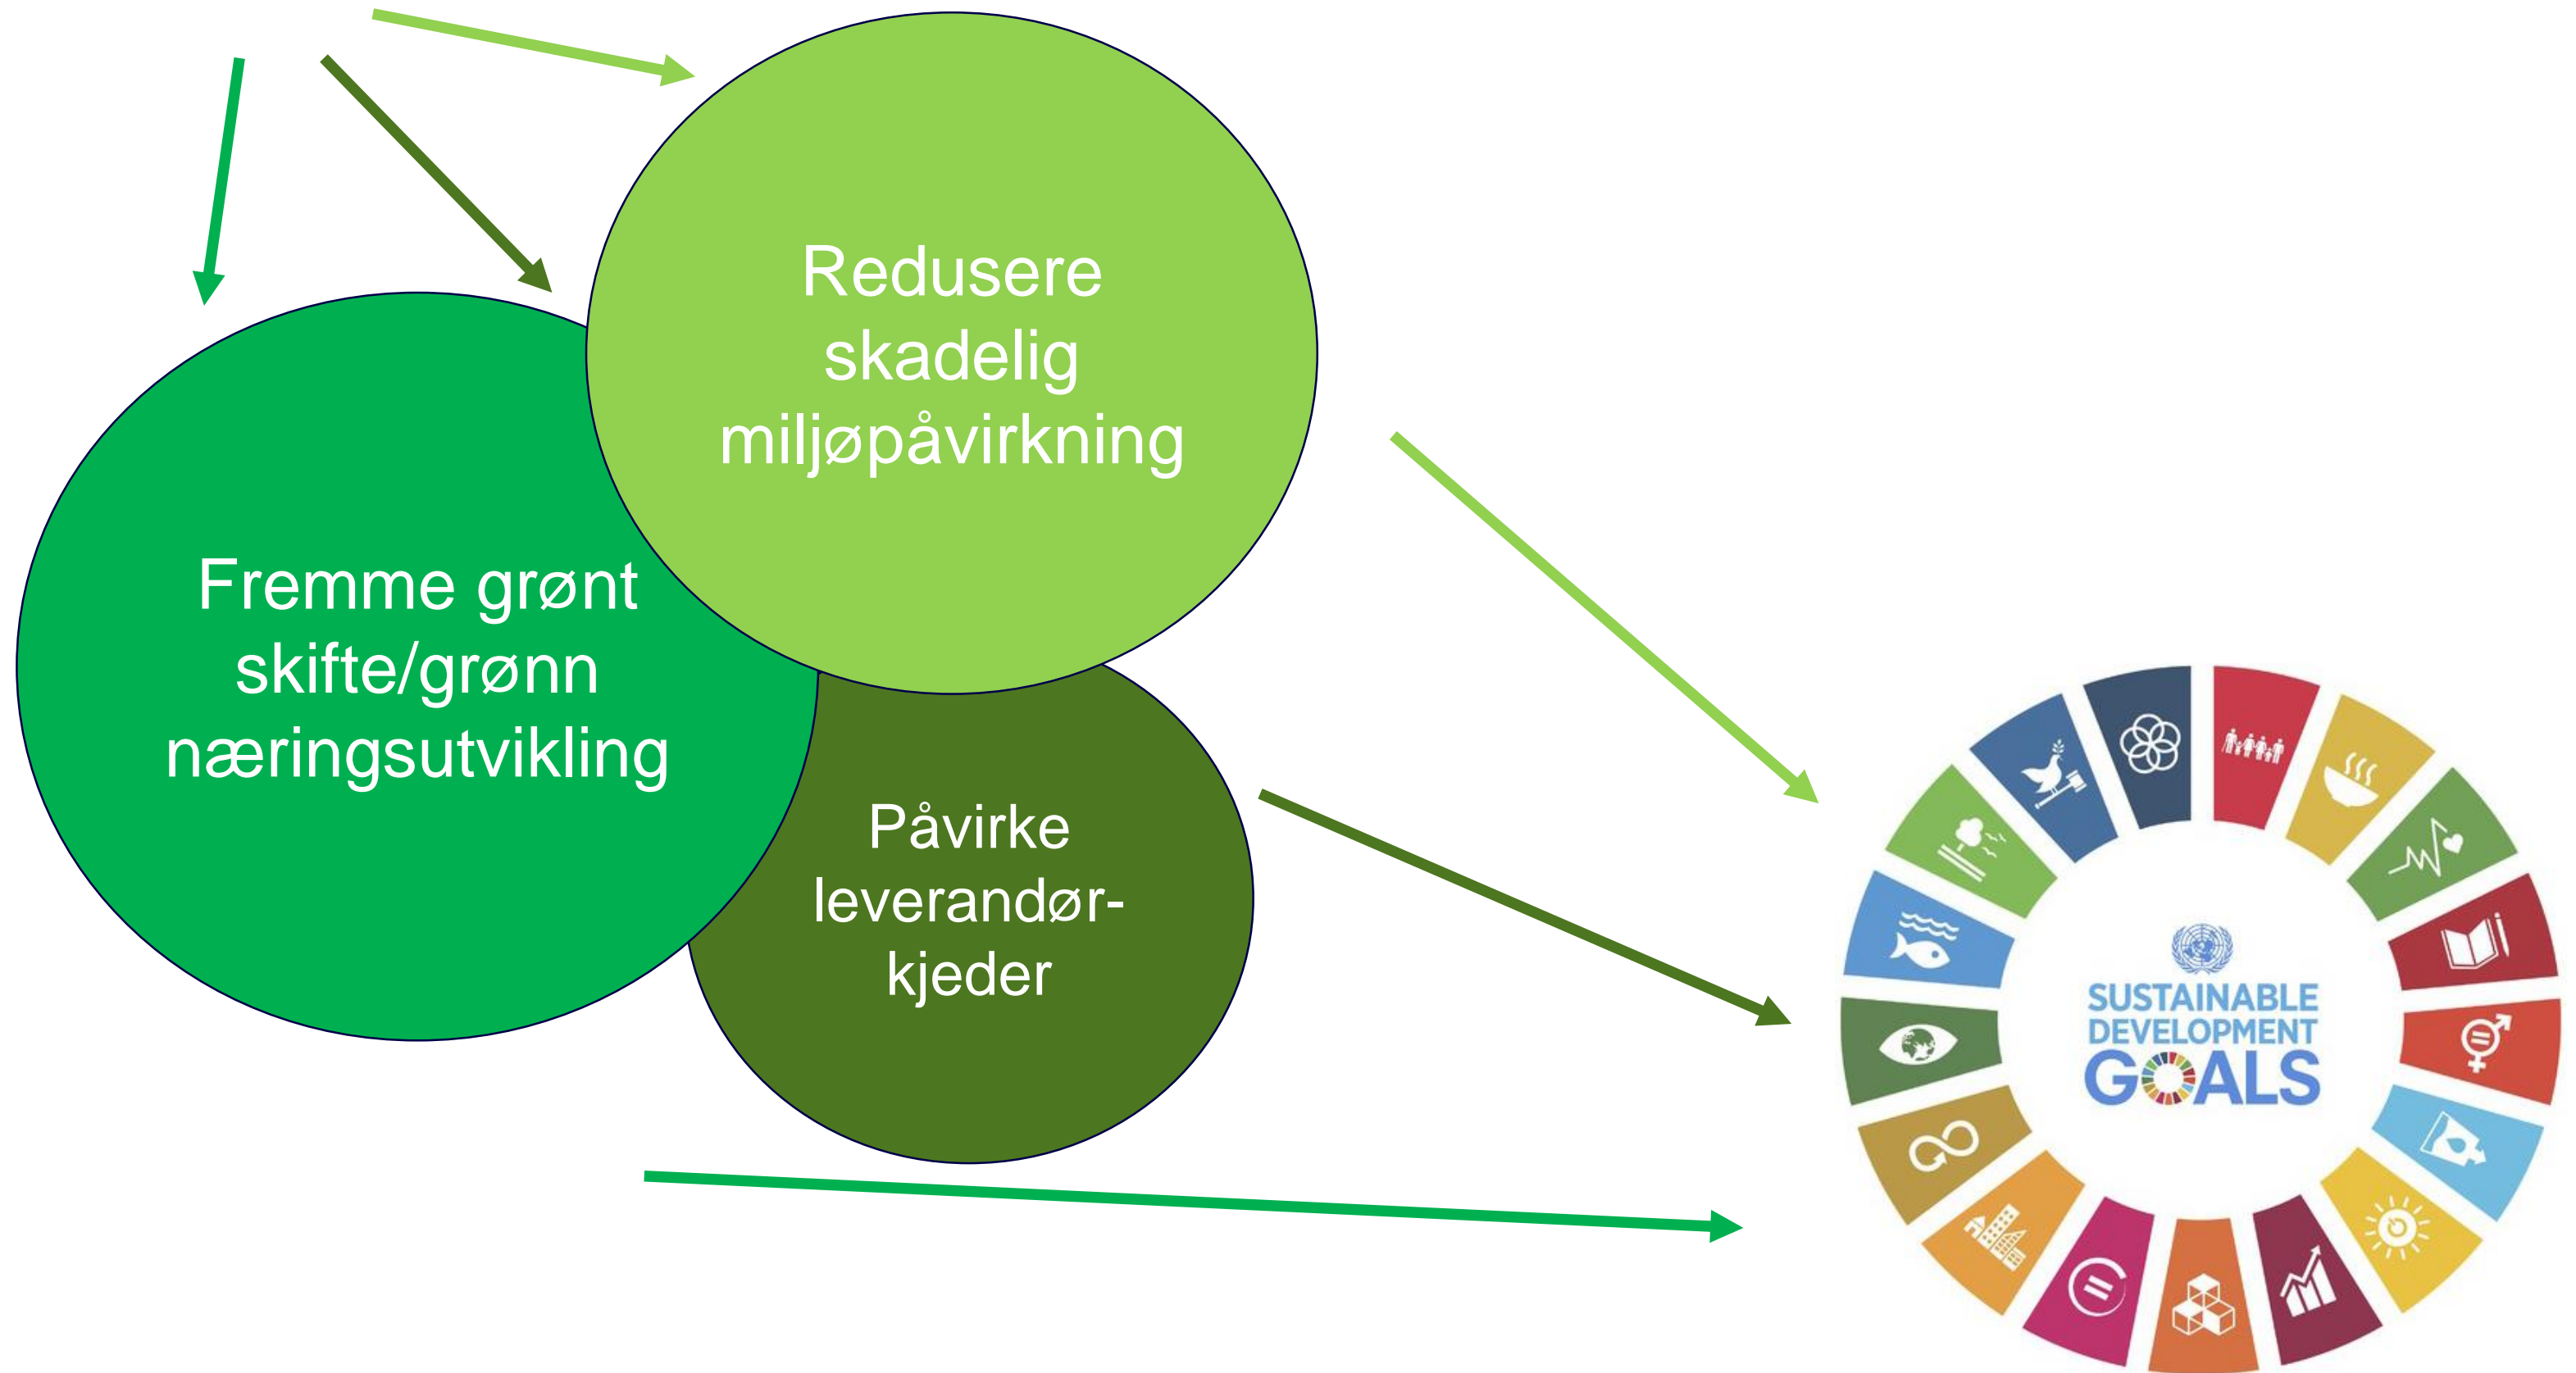 Redusere
skadelig
miljøpåvirkning
Fremme grønt
skifte/grønn
næringsutvikling
Påvirke
leverandør-
kjeder
SUSTAINABLE
DEVELOPMENT
GOALS